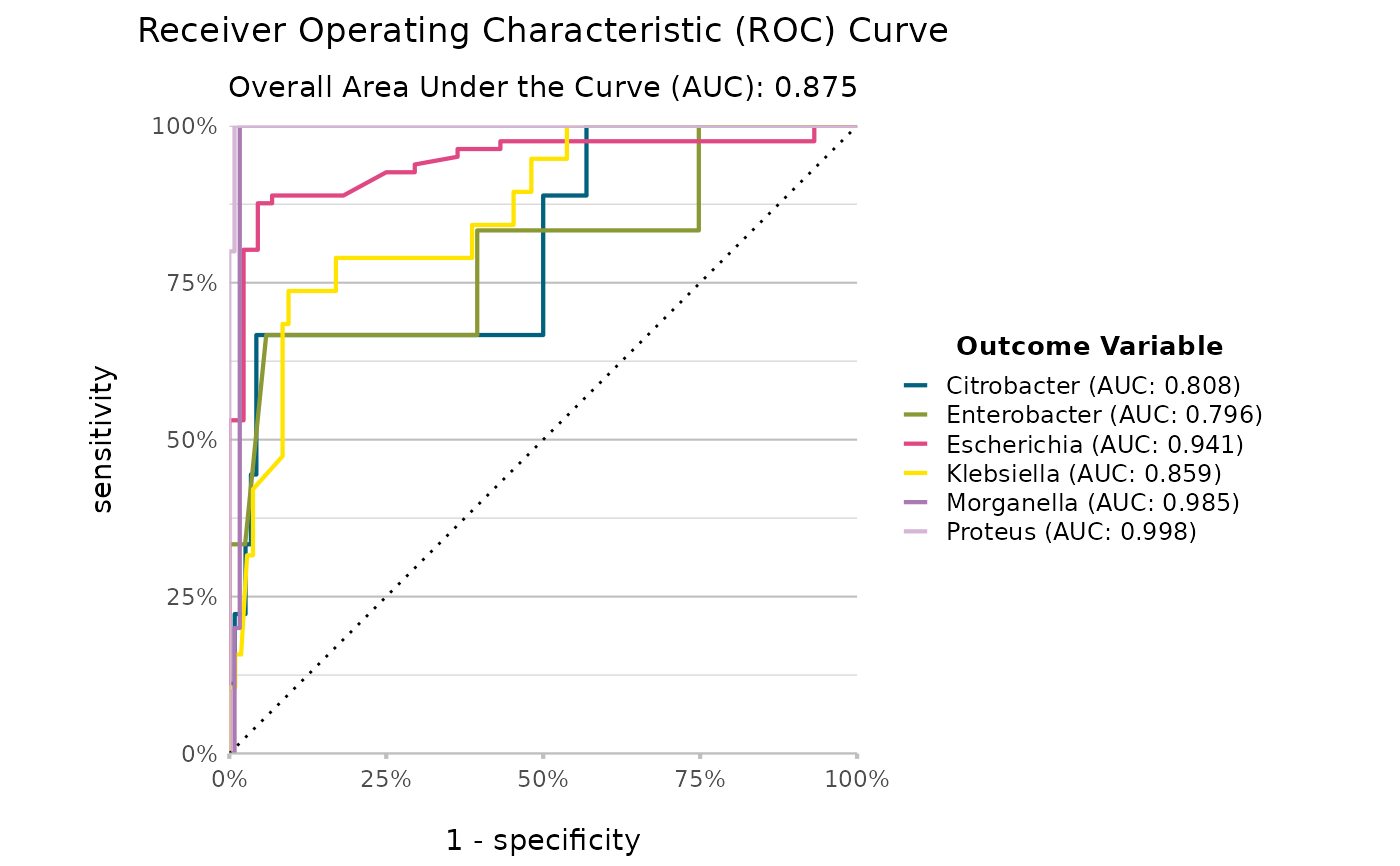 Receiver Operating Characteristic (ROC) Curve
Overall Area Under the Curve (AUC): 0.875
100%
75%
50%
25%
0%
sensitivity
0%
25%
50%
75%
100%
1 - specificity
Outcome Variable
Citrobacter (AUC: 0.808)
Enterobacter (AUC: 0.796)
Escherichia (AUC: 0.941)
Klebsiella (AUC: 0.859)
Morganella (AUC: 0.985)
Proteus (AUC: 0.998)